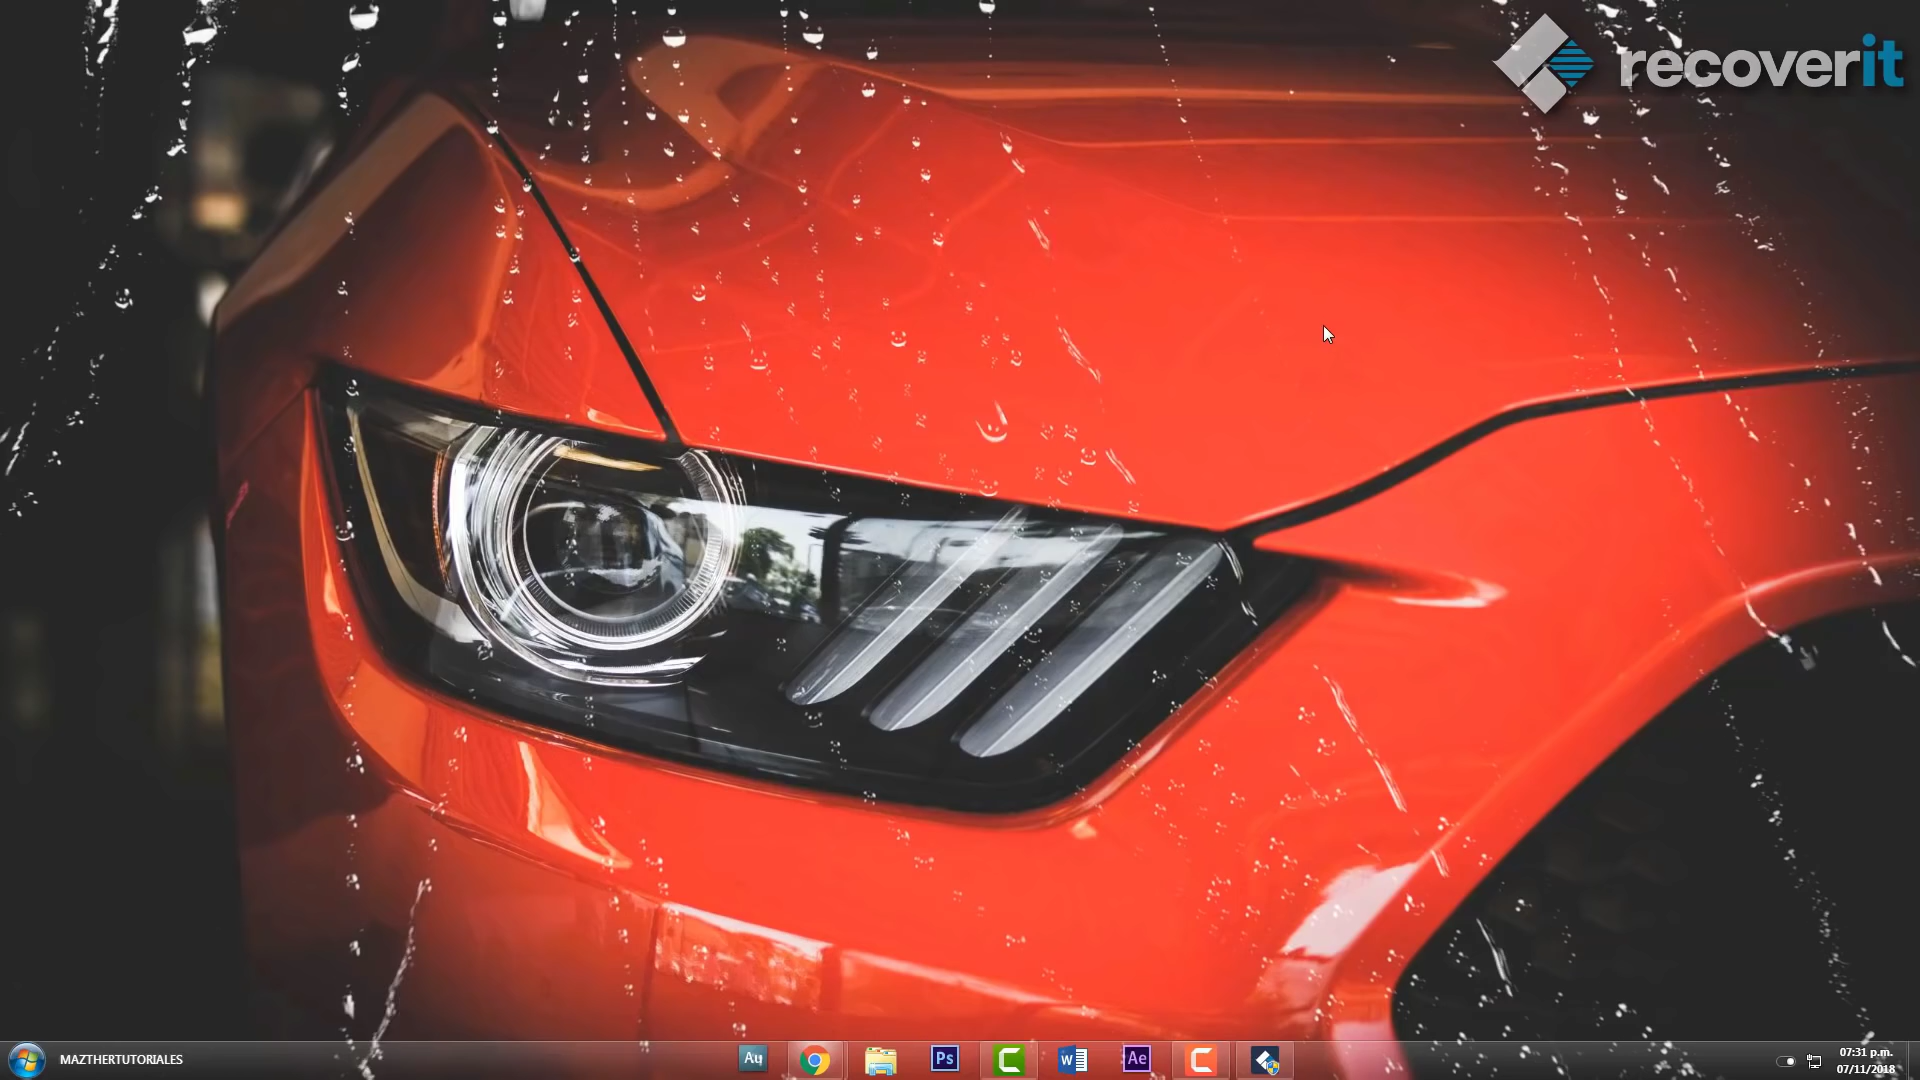 recoverit
MAZTHERTUTORIALES
Au
Ps
W
Ae
07:31 p.m.
07/11/2018